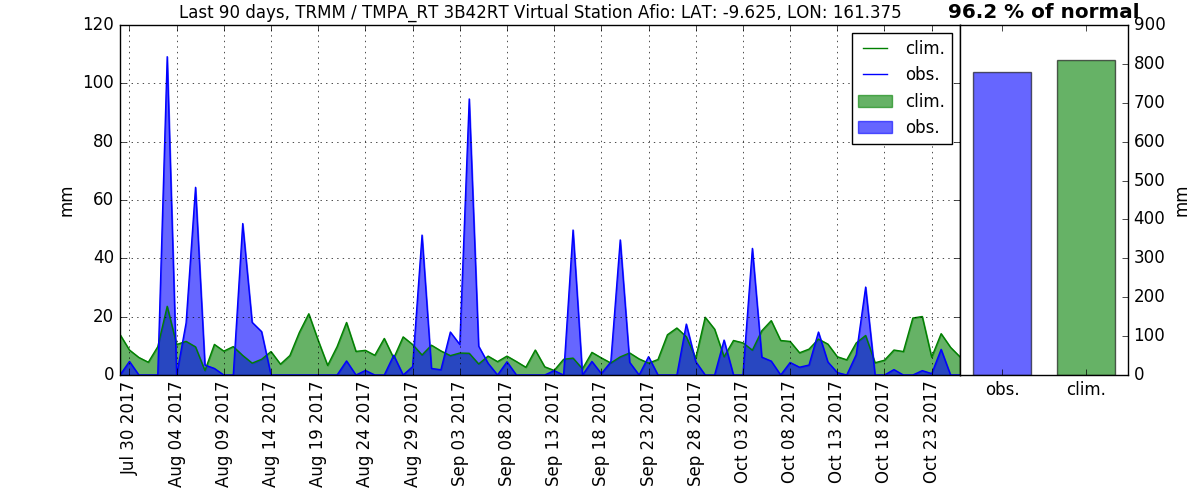 Last 90 days, TRMM / TMPA_RT 3B42RT Virtual Station Afio: LAT: -9.625, LON: 161.375
96.2 % of normal
120
100
80
60
40
20
0
mm
clim.
obs.
clim.
obs.
Jul 30 2017
Aug 04 2017
Aug 09 2017
Aug 14 2017
Aug 19 2017
Aug 24 2017
Aug 29 2017
Sep 03 2017
Sep 08 2017
Sep 13 2017
Sep 18 2017
Sep 23 2017
Sep 28 2017
Oct 03 2017
Oct 08 2017
Oct 13 2017
Oct 18 2017
Oct 23 2017
900
800
700
600
500
400
300
200
100
0
mm
obs.
clim.